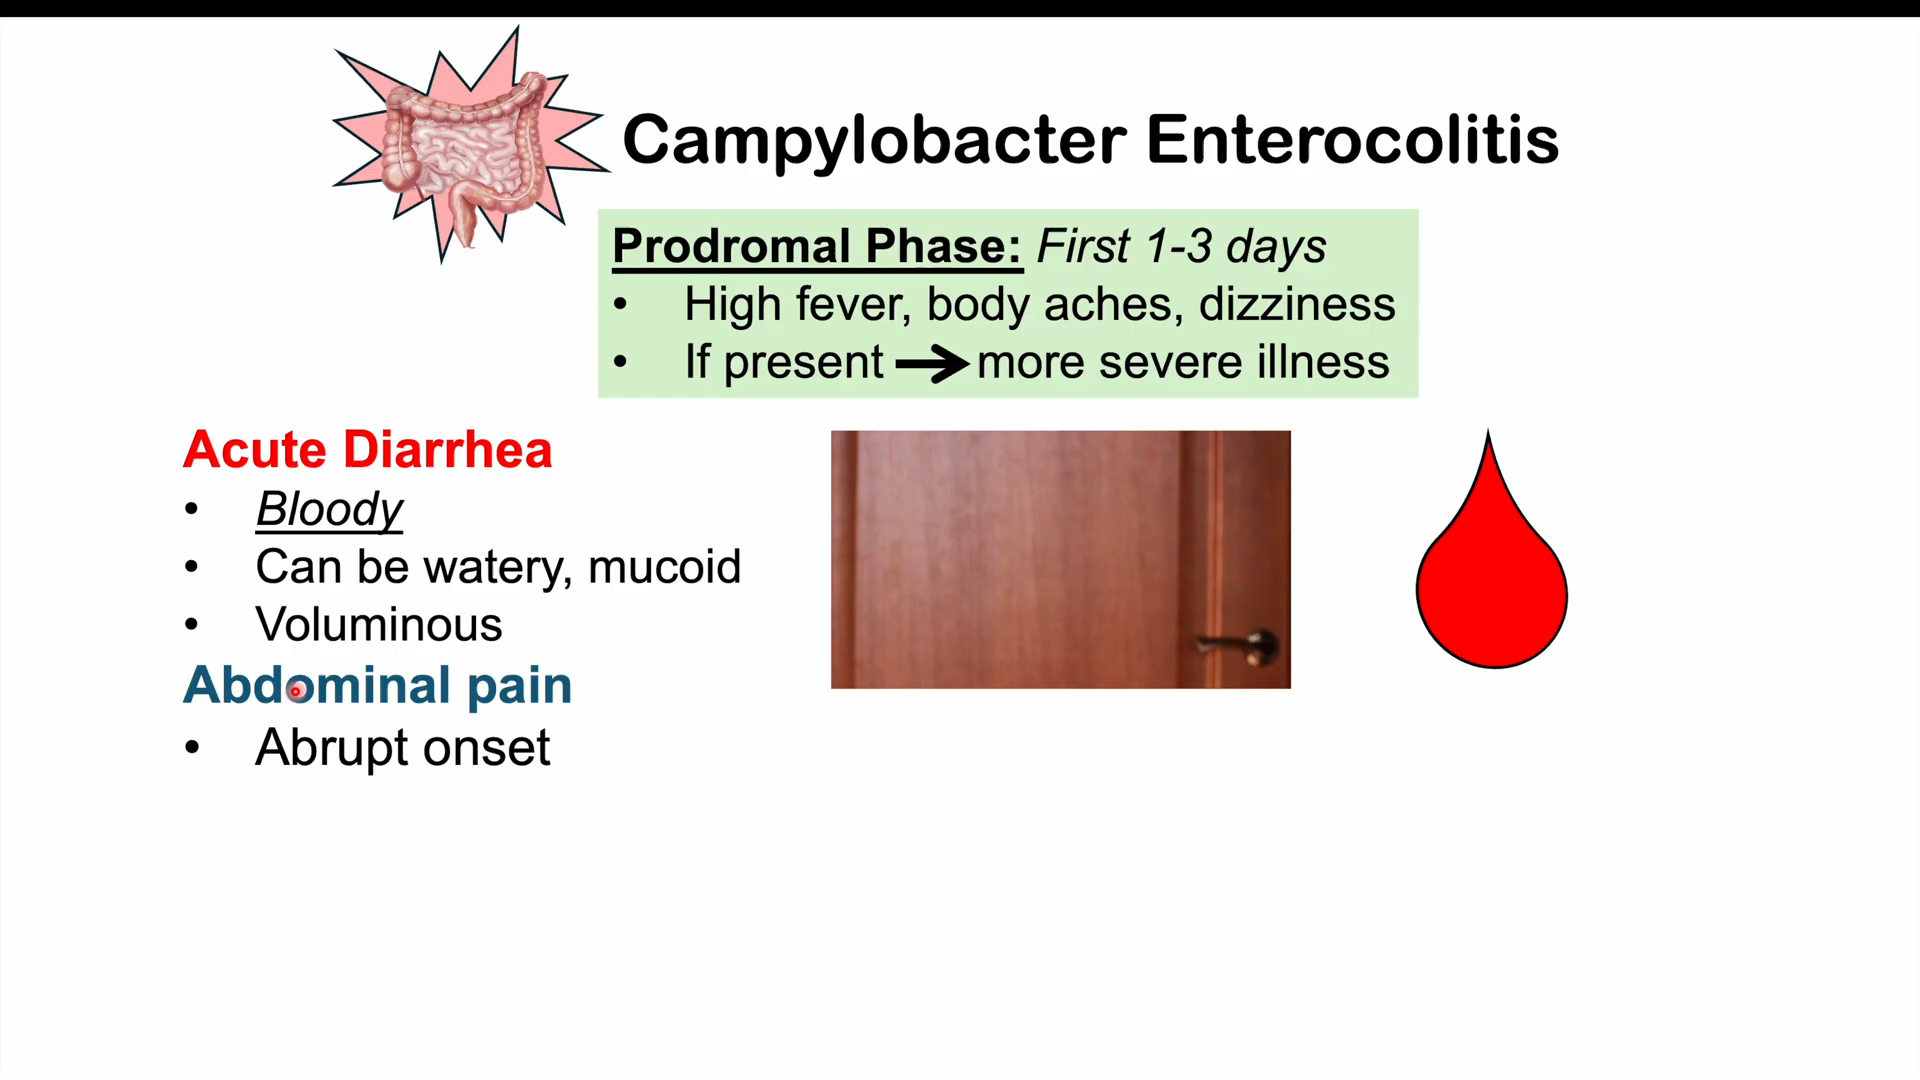 Campylobacter Enterocolitis
Prodromal Phase: First 1-3 days
• High fever, body aches, dizziness
• If present → more severe illness
Acute Diarrhea
• Bloody
• Can be watery, mucoid
• Voluminous
Abdominal pain
• Abrupt onset